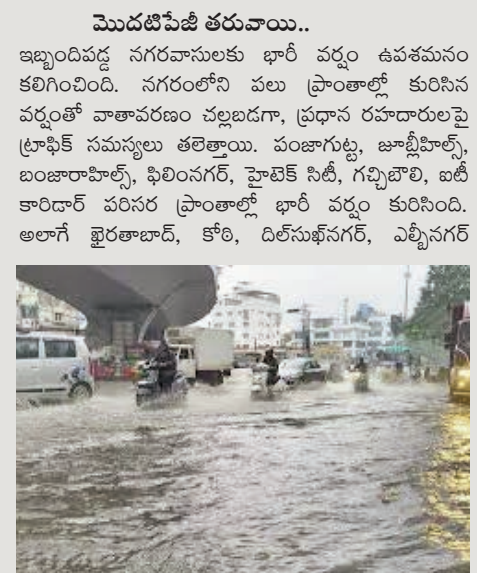 మొదటిపేజీ తరువాయి..
ఇబ్బందిపడ్డ నగరవాసులకు భారీ వర్షం ఉపశమనం
కలిగించింది. నగరంలోని పలు ప్రాంతాల్లో కురిసిన
వర్షంతో వాతావరణం చల్లబడగా, ప్రధాన రహదారులపై
ట్రాఫిక్ సమస్యలు తలెత్తాయి. పంజాగుట్ట, జూబ్లీహిల్స్,
బంజారాహిల్స్, ఫిలింనగర్, హైటెక్ సిటీ, గచ్చిబౌలి, ఐటీ
కారిడార్ పరిసర ప్రాంతాల్లో భారీ వర్షం కురిసింది.
అలాగే ఖైరతాబాద్, కోఠి, దిల్‌సుఖ్‌నగర్, ఎల్బీనగర్